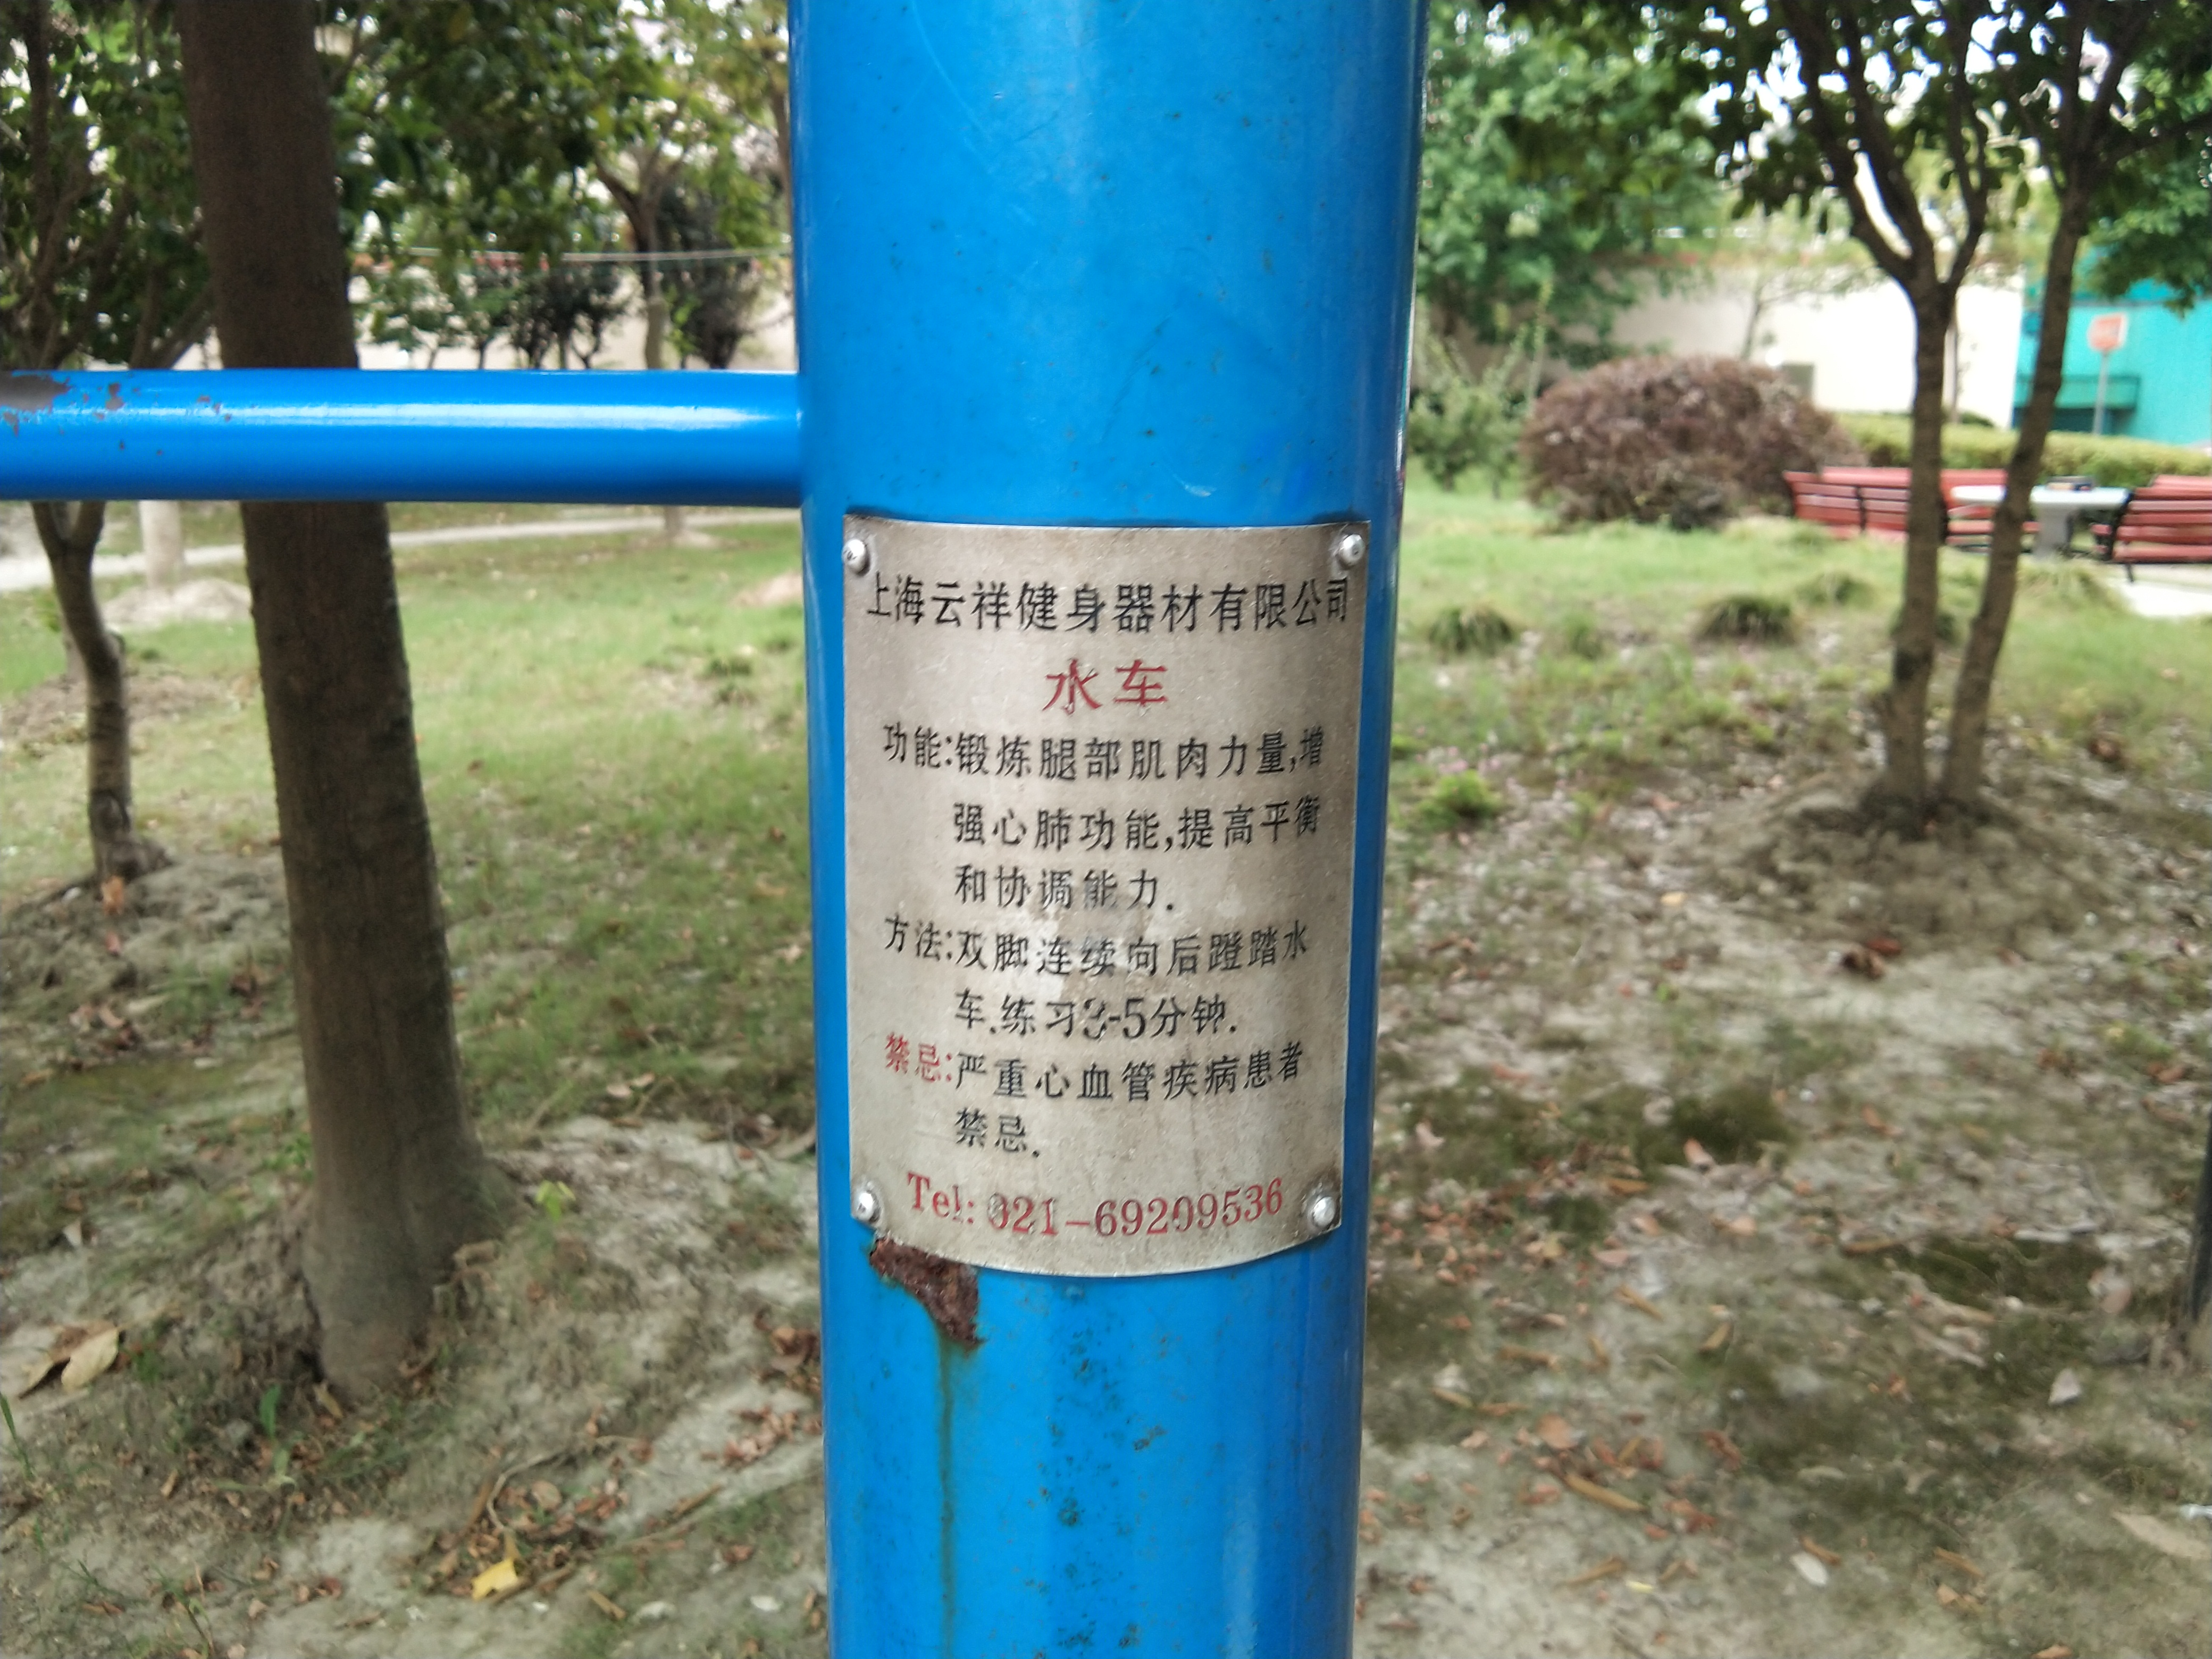 上海云祥健身器材有限公司
水车
功能:锻炼腿部肌肉力量,增
强心肺功能,提高平衡
和协调能力.
方法:双脚连续向后蹬踏水
车.练习3-5分钟.
禁忌:严重心血管疾病患者
禁忌.
Tel: 021-69209536